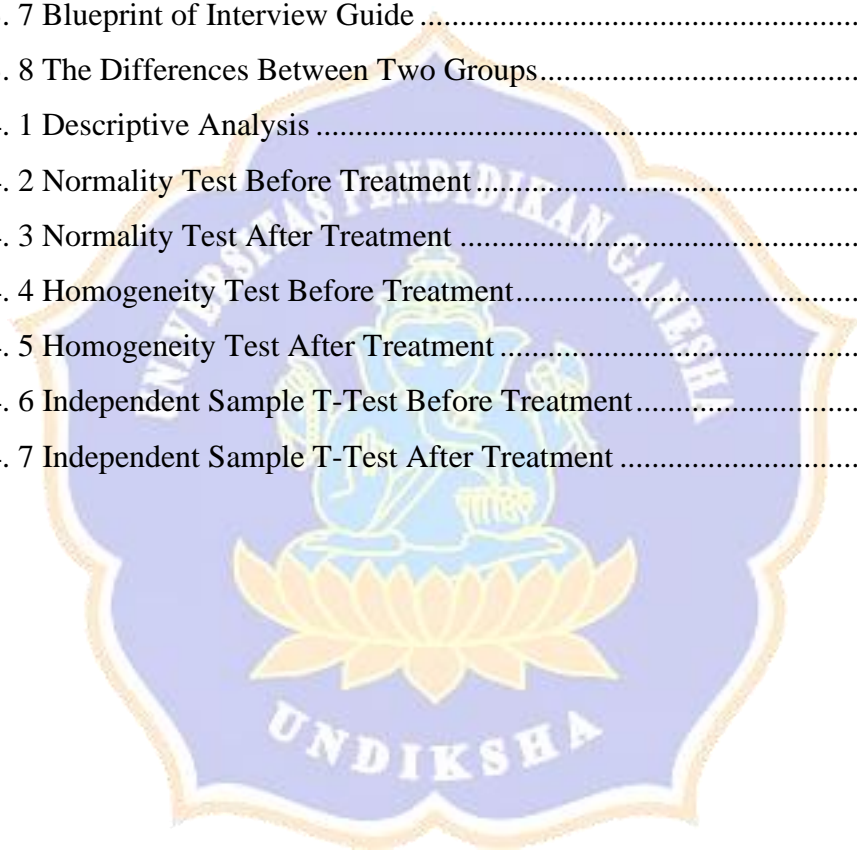 . 7 Blueprint of Interview Guide ..............................................
. 8 The Differences Between Two Groups..................................
. 1 Descriptive Analysis ..........................................................
. 2 Normality Test Before Treatment ........................................
. 3 Normality Test After Treatment ..........................................
. 4 Homogeneity Test Before Treatment....................................
. 5 Homogeneity Test After Treatment .....................................
. 6 Independent Sample T-Test Before Treatment......................
. 7 Independent Sample T-Test After Treatment ........................
UNIVERSITAS PENDIDIKAN GANESHA
UNDIKSHA